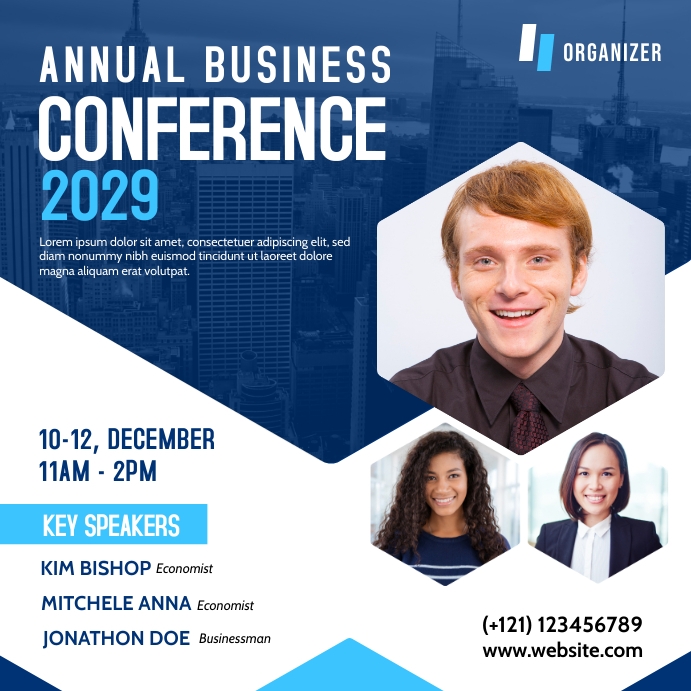 ORGANIZER
ANNUAL BUSINESS
CONFERENCE
2029
Lorem ipsum dolor sit amet, consectetuer adipiscing elit, sed
diam nonummy nibh euismod tincidunt ut laoreet dolore
magna aliquam erat volutpat.
10-12, DECEMBER
11AM - 2PM
KEY SPEAKERS
KIM BISHOP Economist
MITCHELE ANNA Economist
JONATHON DOE Businessman
(+121) 123456789
www.website.com